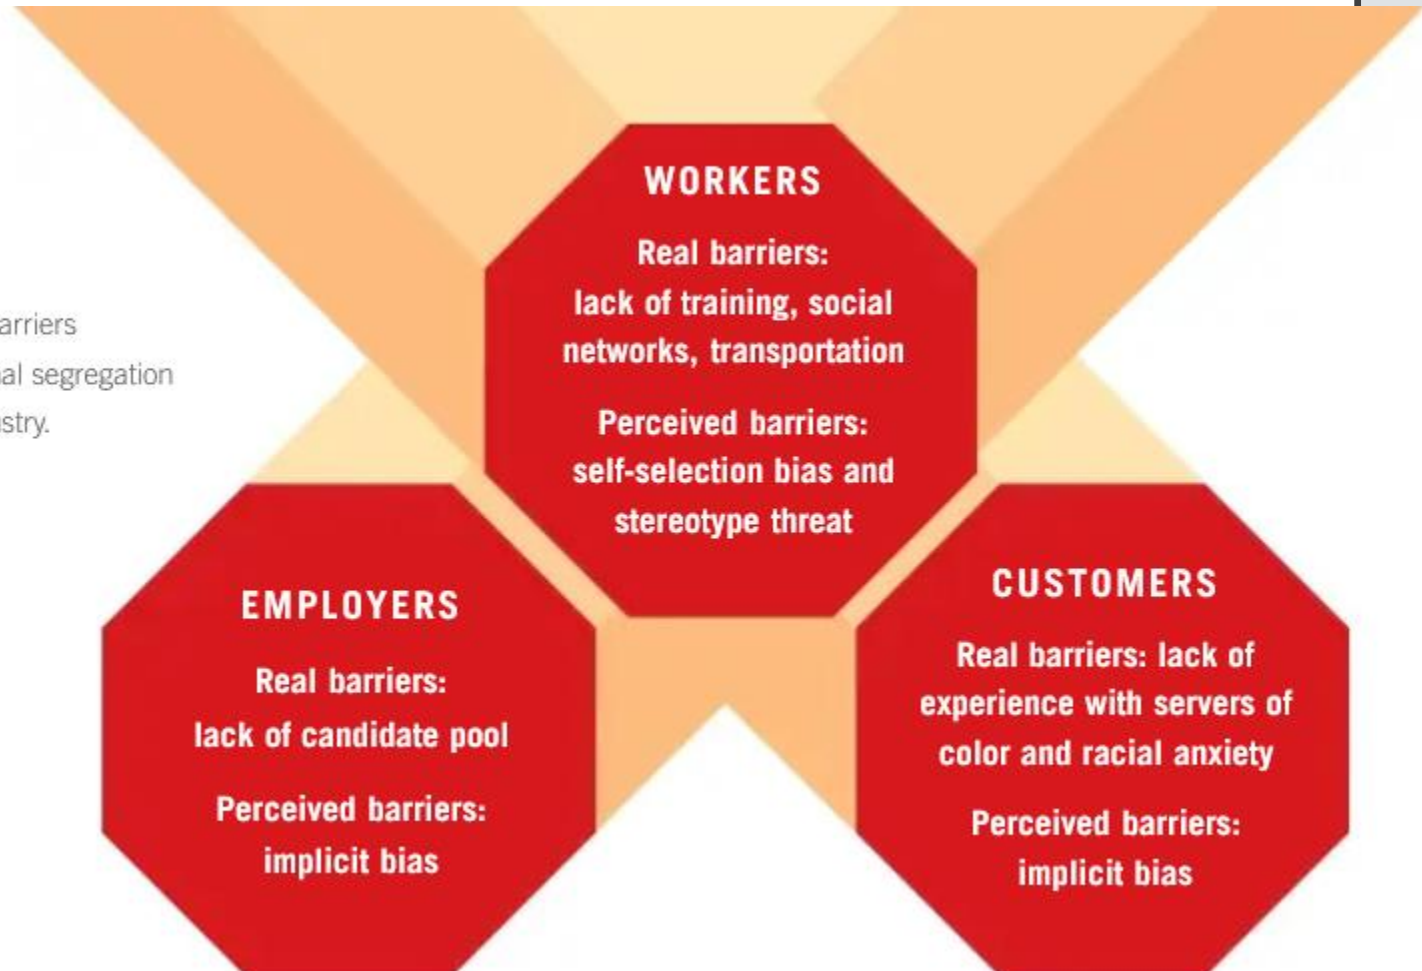 WORKERS
Real barriers:
lack of training, social
networks, transportation
Perceived barriers:
self-selection bias and
stereotype threat
arriers
al segregation
stry.
EMPLOYERS
Real barriers:
lack of candidate pool
Perceived barriers:
implicit bias
CUSTOMERS
Real barriers: lack of
experience with servers of
color and racial anxiety
Perceived barriers:
implicit bias